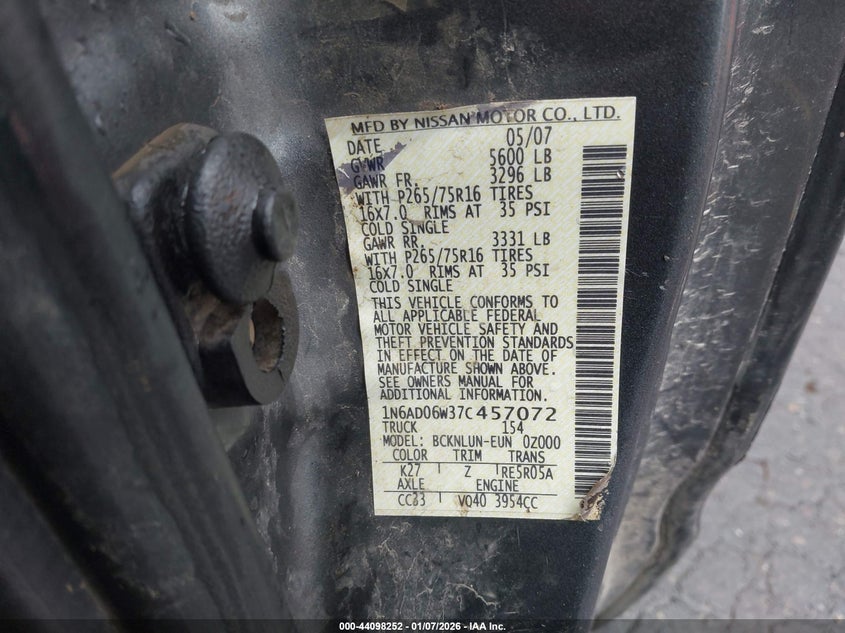 MFD BY NISSAN MOTOR CO., LTD.
DATE 05/07
GVWR 5600 LB
GAWR FR. 3296 LB
WITH P265/75R16 TIRES
16X7.0 RIMS AT 35 PSI
COLD SINGLE
GAWR RR. 3331 LB
WITH P265/75R16 TIRES
16X7.0 RIMS AT 35 PSI
COLD SINGLE
THIS VEHICLE CONFORMS TO
ALL APPLICABLE FEDERAL
MOTOR VEHICLE SAFETY AND
THEFT PREVENTION STANDARDS
IN EFFECT ON THE DATE OF
MANUFACTURE SHOWN ABOVE.
SEE OWNERS MANUAL FOR
ADDITIONAL INFORMATION.
1N6AD06W37C457072
TRUCK 154
MODEL: BCKNLUN-EUN 0Z000
COLOR TRIM TRANS
K27 Z RE5R05A
AXLE ENGINE
CC33 VQ40 3954CC
000-44098252 - 01/07/2026 - IAA Inc.